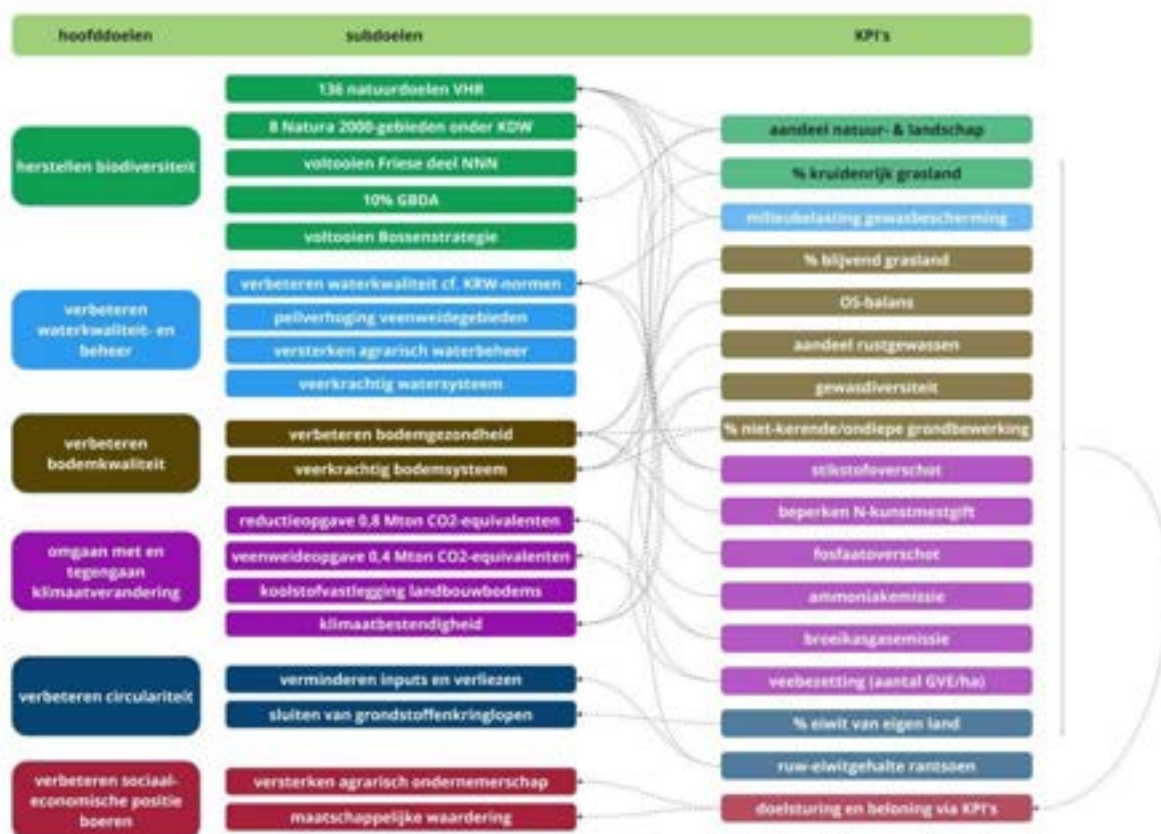 hoofddoelen
subdoelen
KPI's
herstellen biodiversiteit
136 natuurdoelen VHR
8 Natura 2000-gebieden onder KDW
voltooien Friese deel NNN
10% GBDA
voltooien Bossenstrategie
verbeteren
waterkwaliteit- en
beheer
verbeteren waterkwaliteit cf. KRW-normen
peilverhoging veenweidegebieden
versterken agrarisch waterbeheer
veerkrachtig watersysteem
verbeteren
bodemkwaliteit
verbeteren bodemgezondheid
veerkrachtig bodemsysteem
omgaan met en
tegengaan
klimaatverandering
reductieopgave 0,8 Mton CO2-equivalenten
veenweideopgave 0,4 Mton CO2-equivalenten
koolstofvastlegging landbouwbodems
klimaatbestendigheid
verbeteren circulariteit
verminderen inputs en verliezen
sluiten van grondstoffenkringlopen
verbeteren sociaal-
economische positie
boeren
versterken agrarisch ondernemerschap
maatschappelijke waardering
aandeel natuur- & landschap
% kruidenrijk grasland
milieubelasting gewasbescherming
% blijvend grasland
OS-balans
aandeel rustgewassen
gewasdiversiteit
% niet-kerende/ondiepe grondbewerking
stikstofoverschot
beperken N-kunstmestgift
fosfaatoverschot
ammoniakemissie
broeikasgasemissie
veebezetting (aantal GVE/ha)
% eiwit van eigen land
ruw-eiwitgehalte rantsoen
doelsturing en beloning via KPI's